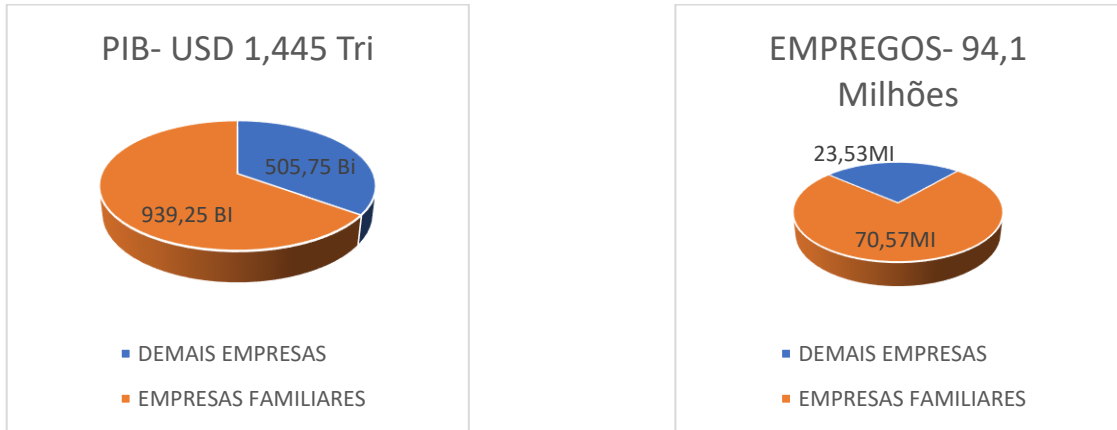 PIB- USD 1,445 Tri
505,75 Bi
939,25 BI
DEMAIS EMPRESAS
EMPRESAS FAMILIARES
EMPREGOS- 94,1
Milhões
23,53MI
70,57MI
DEMAIS EMPRESAS
EMPRESAS FAMILIARES